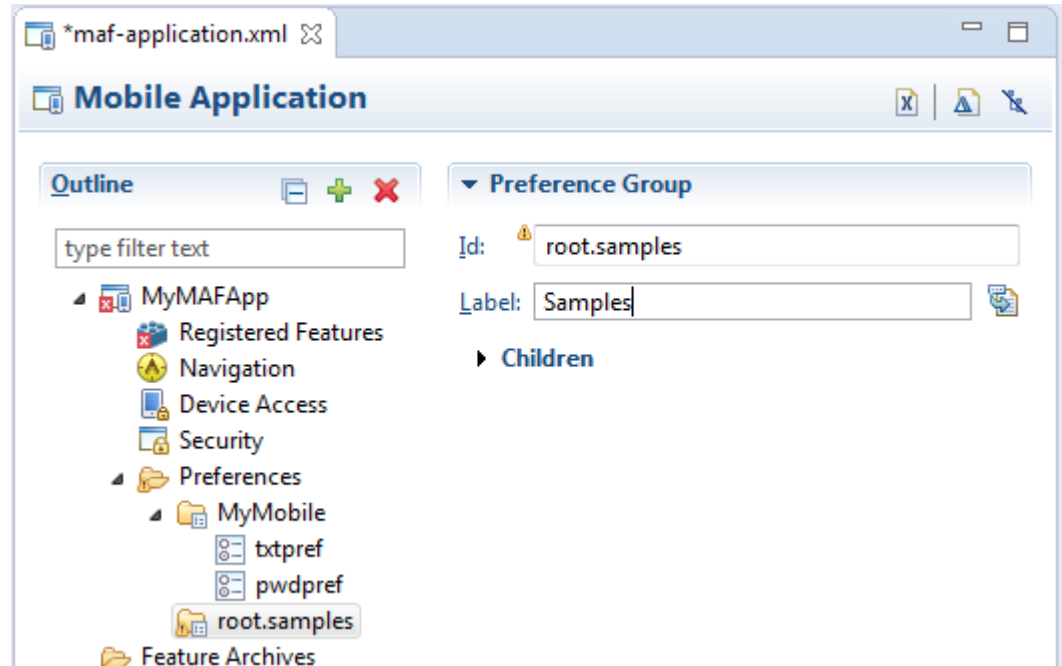 *maf-application.xml
Mobile Application
Outline
type filter text
MyMAFApp
Registered Features
Navigation
Device Access
Security
Preferences
MyMobile
txtpref
pwdpref
root.samples
Feature Archives
Preference Group
Id: root.samples
Label: Samples
Children